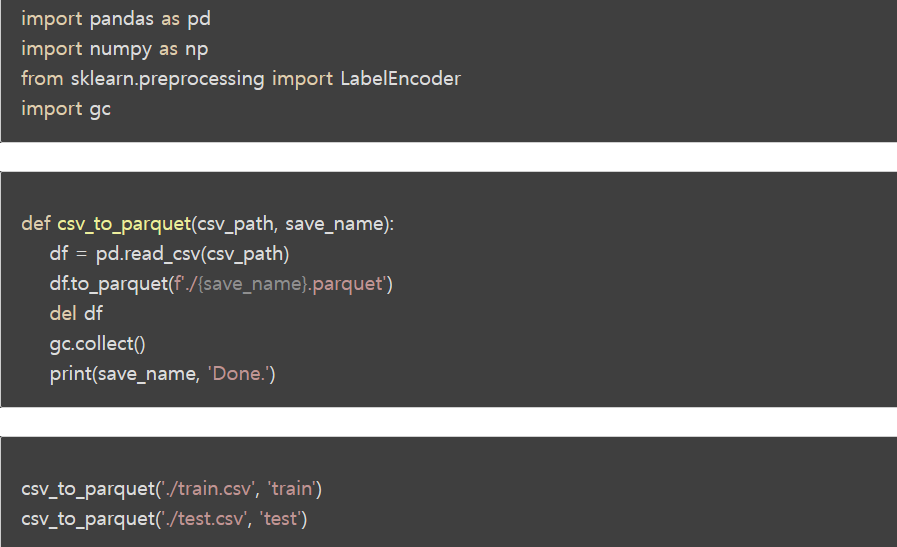 import pandas as pd
import numpy as np
from sklearn.preprocessing import LabelEncoder
import gc
def csv_to_parquet(csv_path, save_name):
df = pd.read_csv(csv_path)
df.to_parquet(f'./{save_name}.parquet')
del df
gc.collect()
print(save_name, 'Done.')
csv_to_parquet('./train.csv', 'train')
csv_to_parquet('./test.csv', 'test')